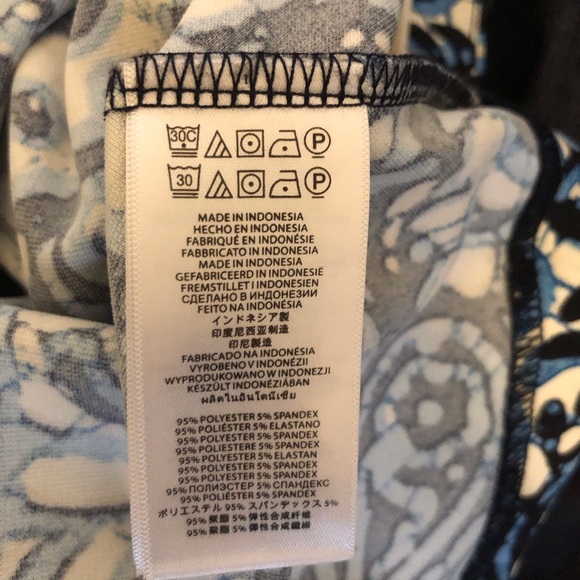 30C P
30 P
MADE IN INDONESIA
HECHO EN INDONESIA
FABRIQUÉ EN INDONÉSIE
FABBRICATO IN INDONESIA
MADE IN INDONESIA
GEFABRICEERD IN INDONESIË
FREMSTILLET I INDONESIEN
СДЕЛАНО В ИНДОНЕЗИИ
FEITO NA INDONÉSIA
インドネシア製
印度尼西亚制造
印尼製造
FABRICADO NA INDONÉSIA
VYROBENO V INDONÉSII
WYPRODUKOWANO W INDONEZJI
KÉSZÜLT INDONÉZIÁBAN
ผลิตในอินโดนีเซีย
95% POLYESTER 5% SPANDEX
95% POLIÉSTER 5% ELASTANO
95% POLYESTER 5% SPANDEX
95% POLIESTERE 5% SPANDEX
95% POLYESTER 5% ELASTAN
95% POLYESTER 5% SPANDEX
95% POLYESTER 5% SPANDEX
95% ПОЛИЭСТЕР 5% СПАНДЕКС
95% POLIÉSTER 5% SPANDEX
ポリエステル 95% スパンデックス 5%
95% 聚酯 5% 弹性合成纤维
95% 聚酯 5% 彈性合成纖維